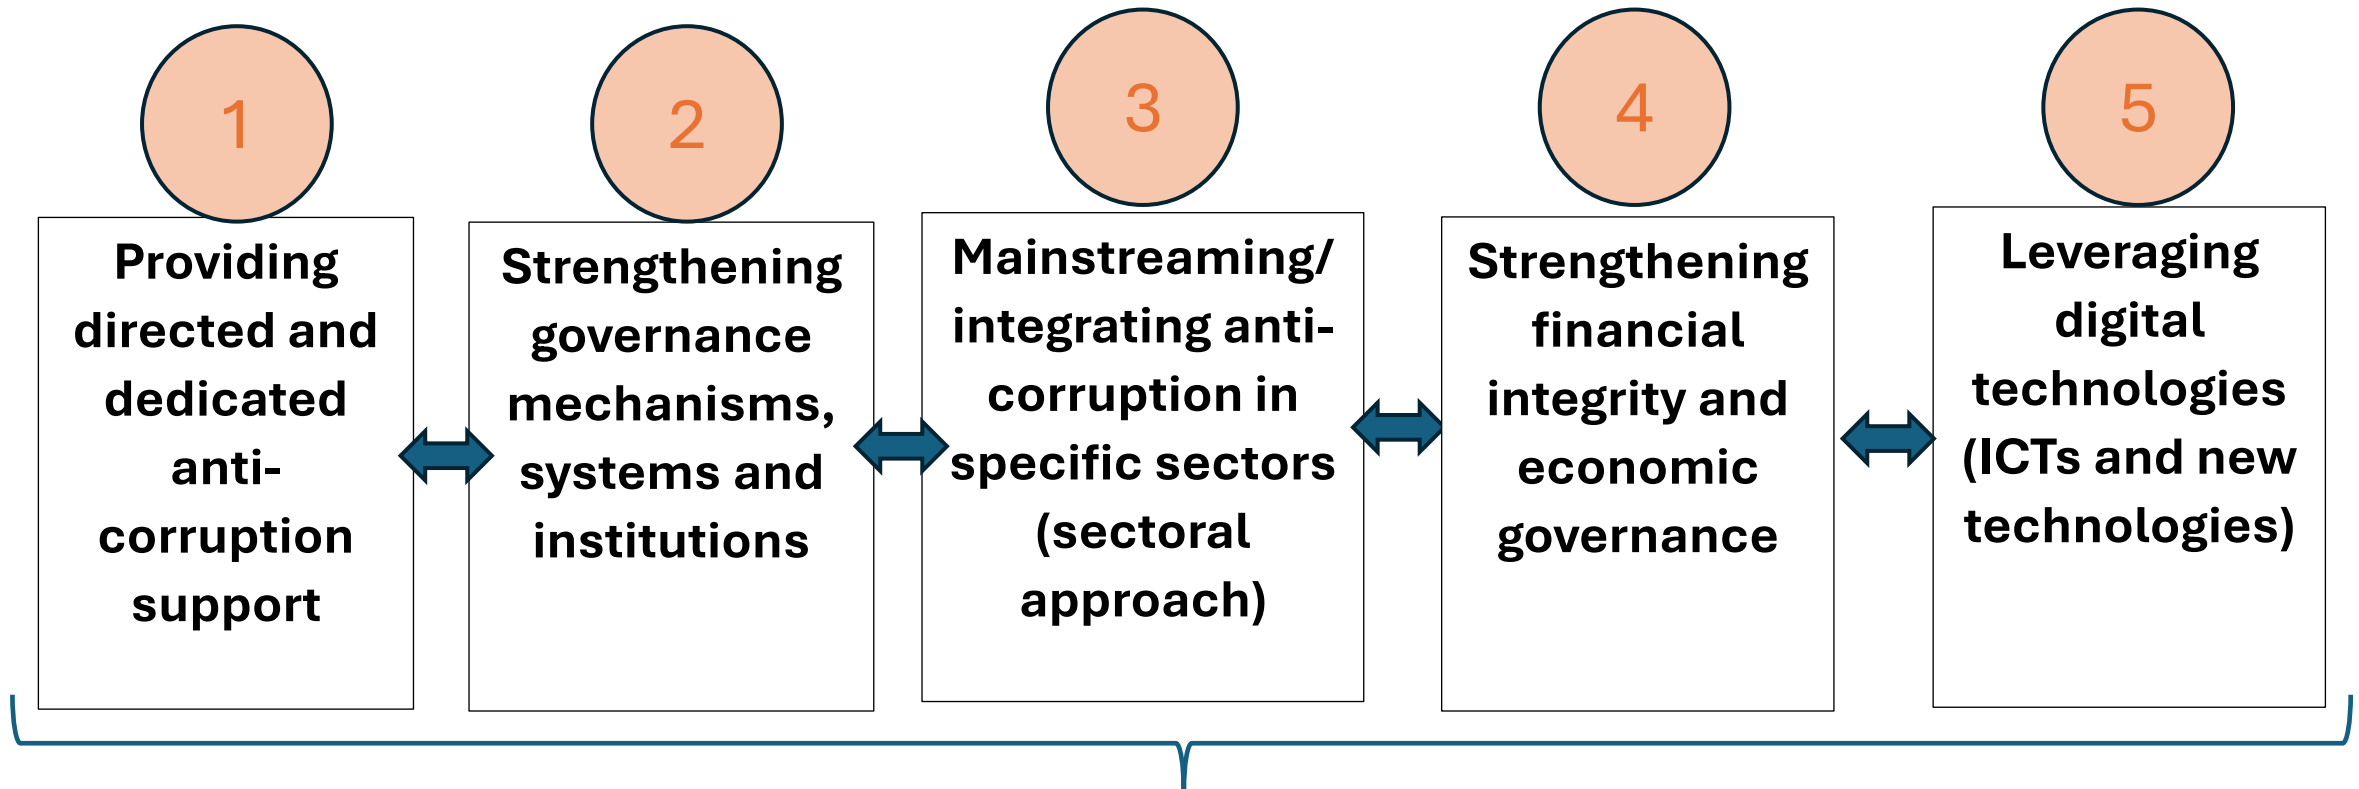 1
Providing
directed and
dedicated
anti-
corruption
support
2
Strengthening
governance
mechanisms,
systems and
institutions
3
Mainstreaming/
integrating anti-
corruption in
specific sectors
(sectoral
approach)
4
Strengthening
financial
integrity and
economic
governance
5
Leveraging
digital
technologies
(ICTs and new
technologies)